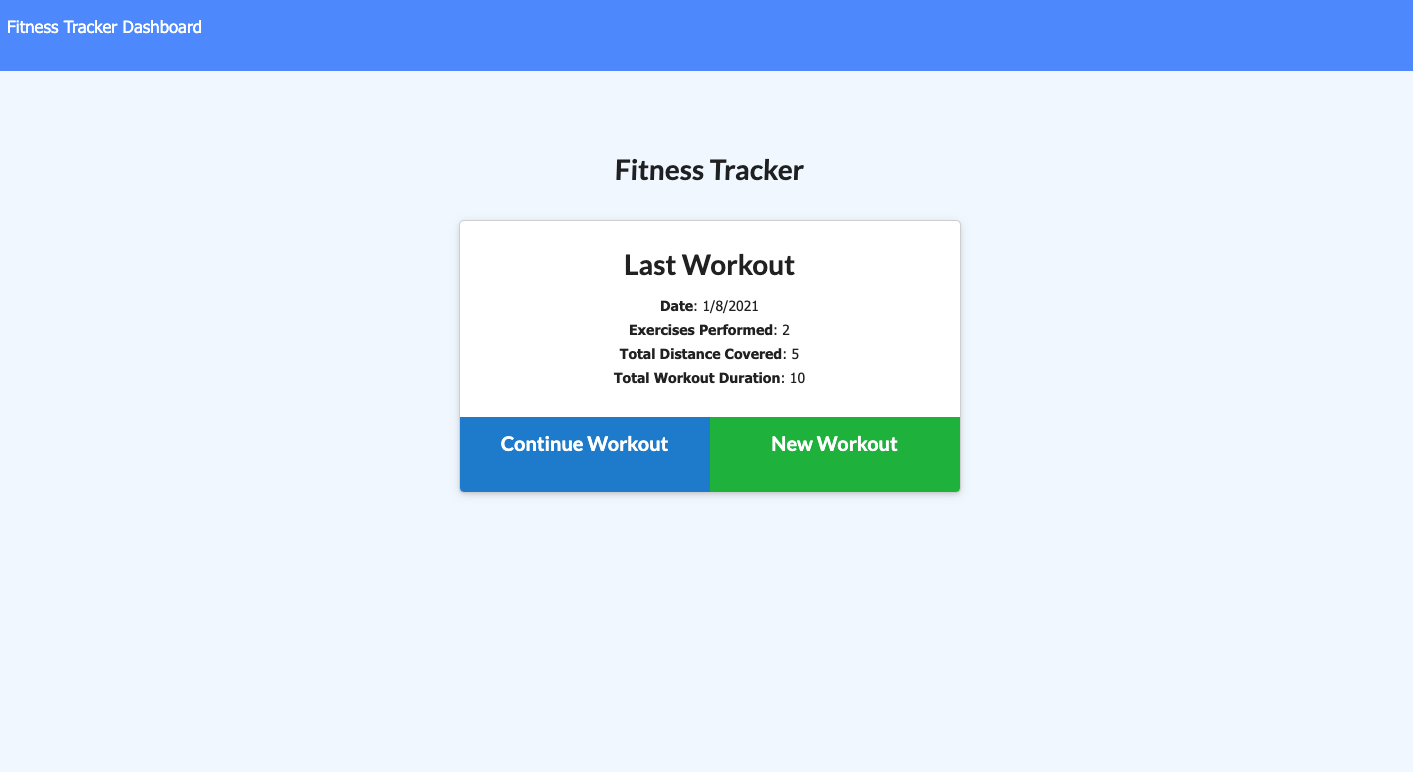 Fitness Tracker Dashboard
Fitness Tracker
Last Workout
Date: 1/8/2021
Exercises Performed: 2
Total Distance Covered: 5
Total Workout Duration: 10
Continue Workout
New Workout